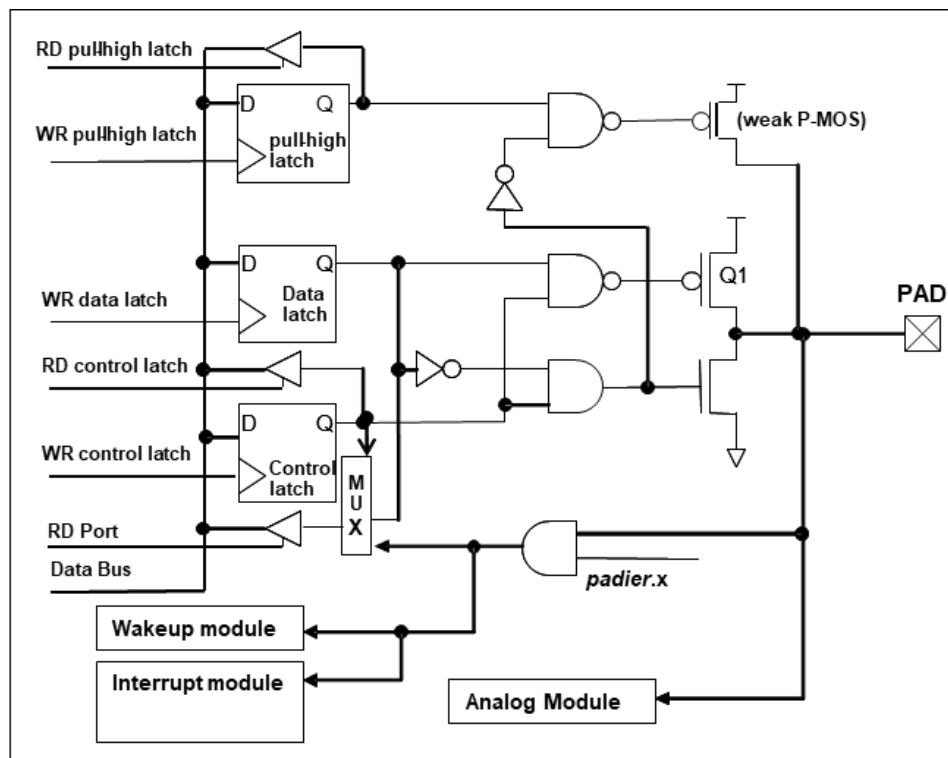 RD pull-high latch
D
Q
WR pull-high latch
pull-high
latch
(weak P-MOS)
D
Q
Data
latch
WR data latch
Q1
PAD
RD control latch
D
Q
WR control latch
Control
latch
MUX
RD Port
Data Bus
padier.x
Wakeup module
Interrupt module
Analog Module